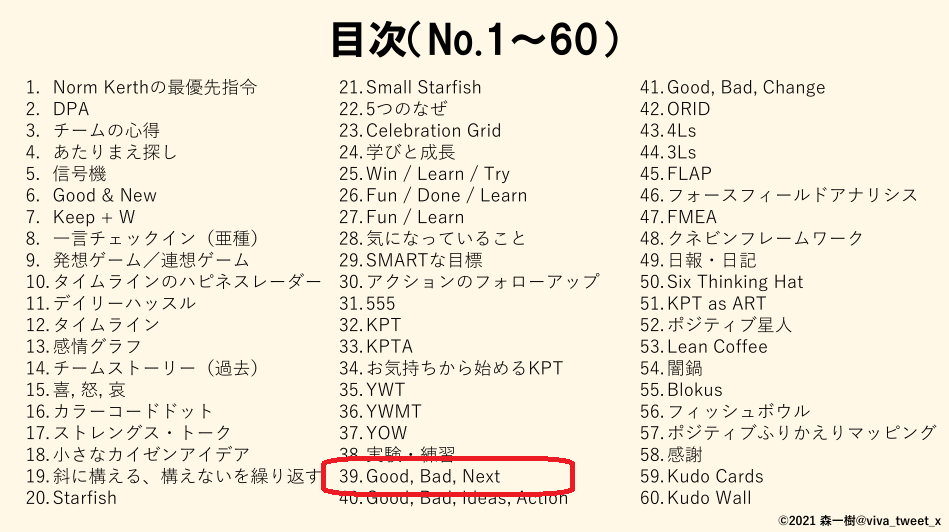 目次(No.1～60)
1. Norm Kerthの最優先指令
2. DPA
3. チームの心得
4. あたりまえ探し
5. 信号機
6. Good & New
7. Keep + W
8. 一言チェックイン（亜種）
9. 発想ゲーム／連想ゲーム
10. タイムラインのハピネスレーダー
11. デイリーハッスル
12. タイムライン
13. 感情グラフ
14. チームストーリー（過去）
15. 喜, 怒, 哀
16. カラーコードドット
17. ストレングス・トーク
18. 小さなカイゼンアイデア
19. 斜に構える、構えないを繰り返す
20. Starfish
21. Small Starfish
22. 5つのなぜ
23. Celebration Grid
24. 学びと成長
25. Win / Learn / Try
26. Fun / Done / Learn
27. Fun / Learn
28. 気になっていること
29. SMARTな目標
30. アクションのフォローアップ
31. 555
32. KPT
33. KPTA
34. お気持ちから始めるKPT
35. YWT
36. YWMT
37. YOW
38. 実験・練習
39. Good, Bad, Next
40. Good, Bad, Ideas, Action
41. Good, Bad, Change
42. ORID
43. 4Ls
44. 3Ls
45. FLAP
46. フォースフィールドアナリシス
47. FMEA
48. クネビンフレームワーク
49. 日報・日記
50. Six Thinking Hat
51. KPT as ART
52. ポジティブ星人
53. Lean Coffee
54. 闇鍋
55. Blokus
56. フィッシュボウル
57. ポジティブふりかえりマッピング
58. 感謝
59. Kudo Cards
60. Kudo Wall
©2021 森一樹@viva_tweet_x